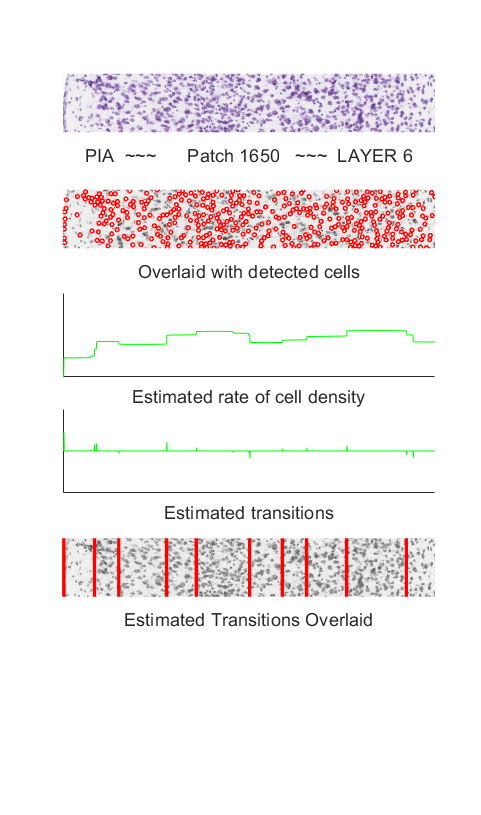 PIA ~~~ Patch 1650 ~~~ LAYER 6
Overlaid with detected cells
Estimated rate of cell density
Estimated transitions
Estimated Transitions Overlaid